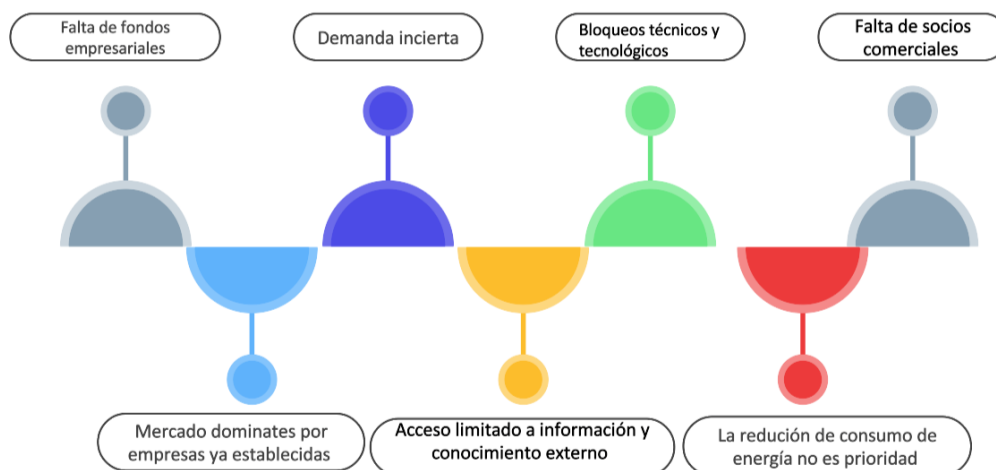 Falta de fondos
empresariales
Demanda incierta
Bloqueos técnicos y
tecnológicos
Falta de socios
comerciales
Mercado dominates por
empresas ya establecidas
Acceso limitado a información y
conocimiento externo
La redución de consumo de
energía no es prioridad